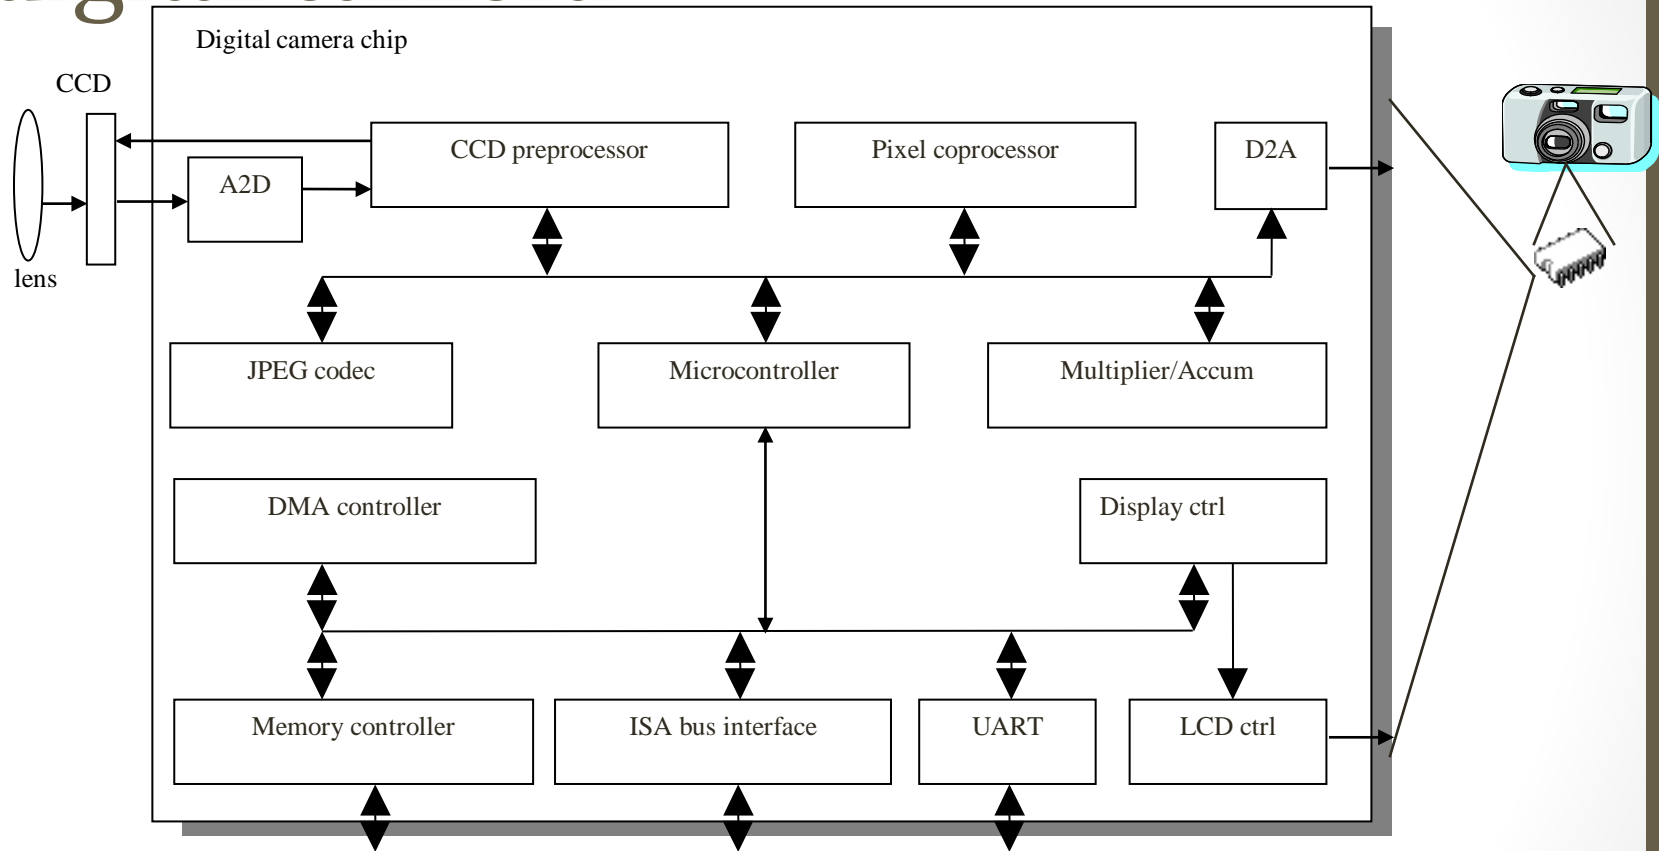 Digital camera chip
CCD
CCD preprocessor
Pixel coprocessor
D2A
A2D
lens
JPEG codec
Microcontroller
Multiplier/Accum
DMA controller
Display ctrl
Memory controller
ISA bus interface
UART
LCD ctrl